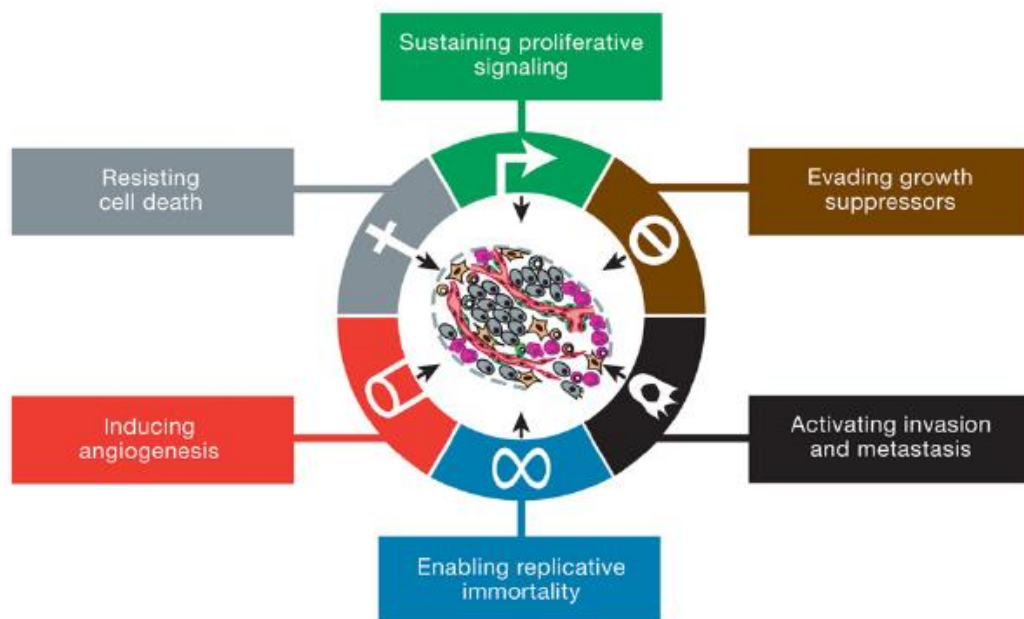 Sustaining proliferative
signaling
Resisting
cell death
Evading growth
suppressors
Inducing
angiogenesis
Activating invasion
and metastasis
Enabling replicative
immortality